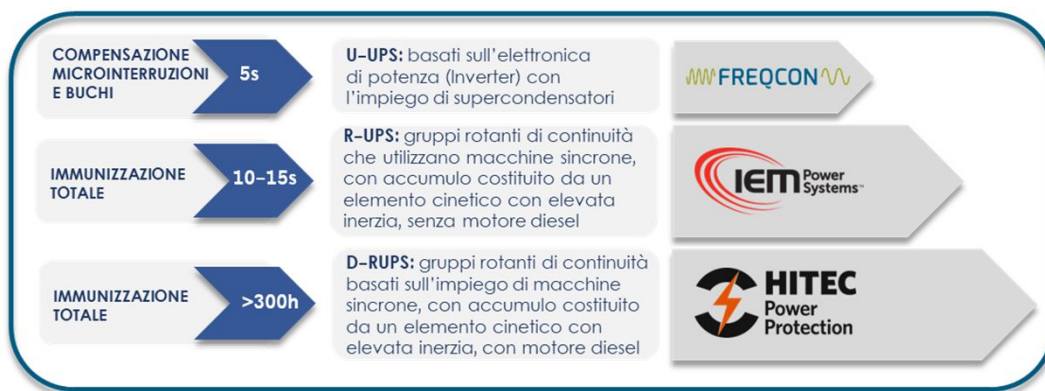 COMPENSAZIONE
MICROINTERRUZIONI
E BUCHI
5s
U-UPS: basati sull'elettronica
di potenza (Inverter) con
l'impiego di supercondensatori
FREQCON
IMMUNIZZAZIONE
TOTALE
10-15s
R-UPS: gruppi rotanti di continuità
che utilizzano macchine sincrone,
con accumulo costituito da un
elemento cinetico con elevata
inerzia, senza motore diesel
IEM Power
Systems™
IMMUNIZZAZIONE
TOTALE
>300h
D-RUPS: gruppi rotanti di continuità
basati sull'impiego di macchine
sincrone, con accumulo costituito
da un elemento cinetico con
elevata inerzia, con motore diesel
HITEC
Power
Protection